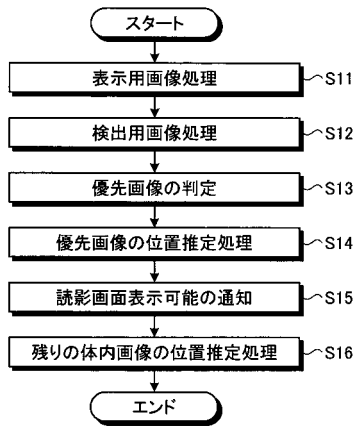 スタート
表示用画像処理 S11
検出用画像処理 S12
優先画像の判定 S13
優先画像の位置推定処理 S14
読影画面表示可能の通知 S15
残りの体内画像の位置推定処理 S16
エンド